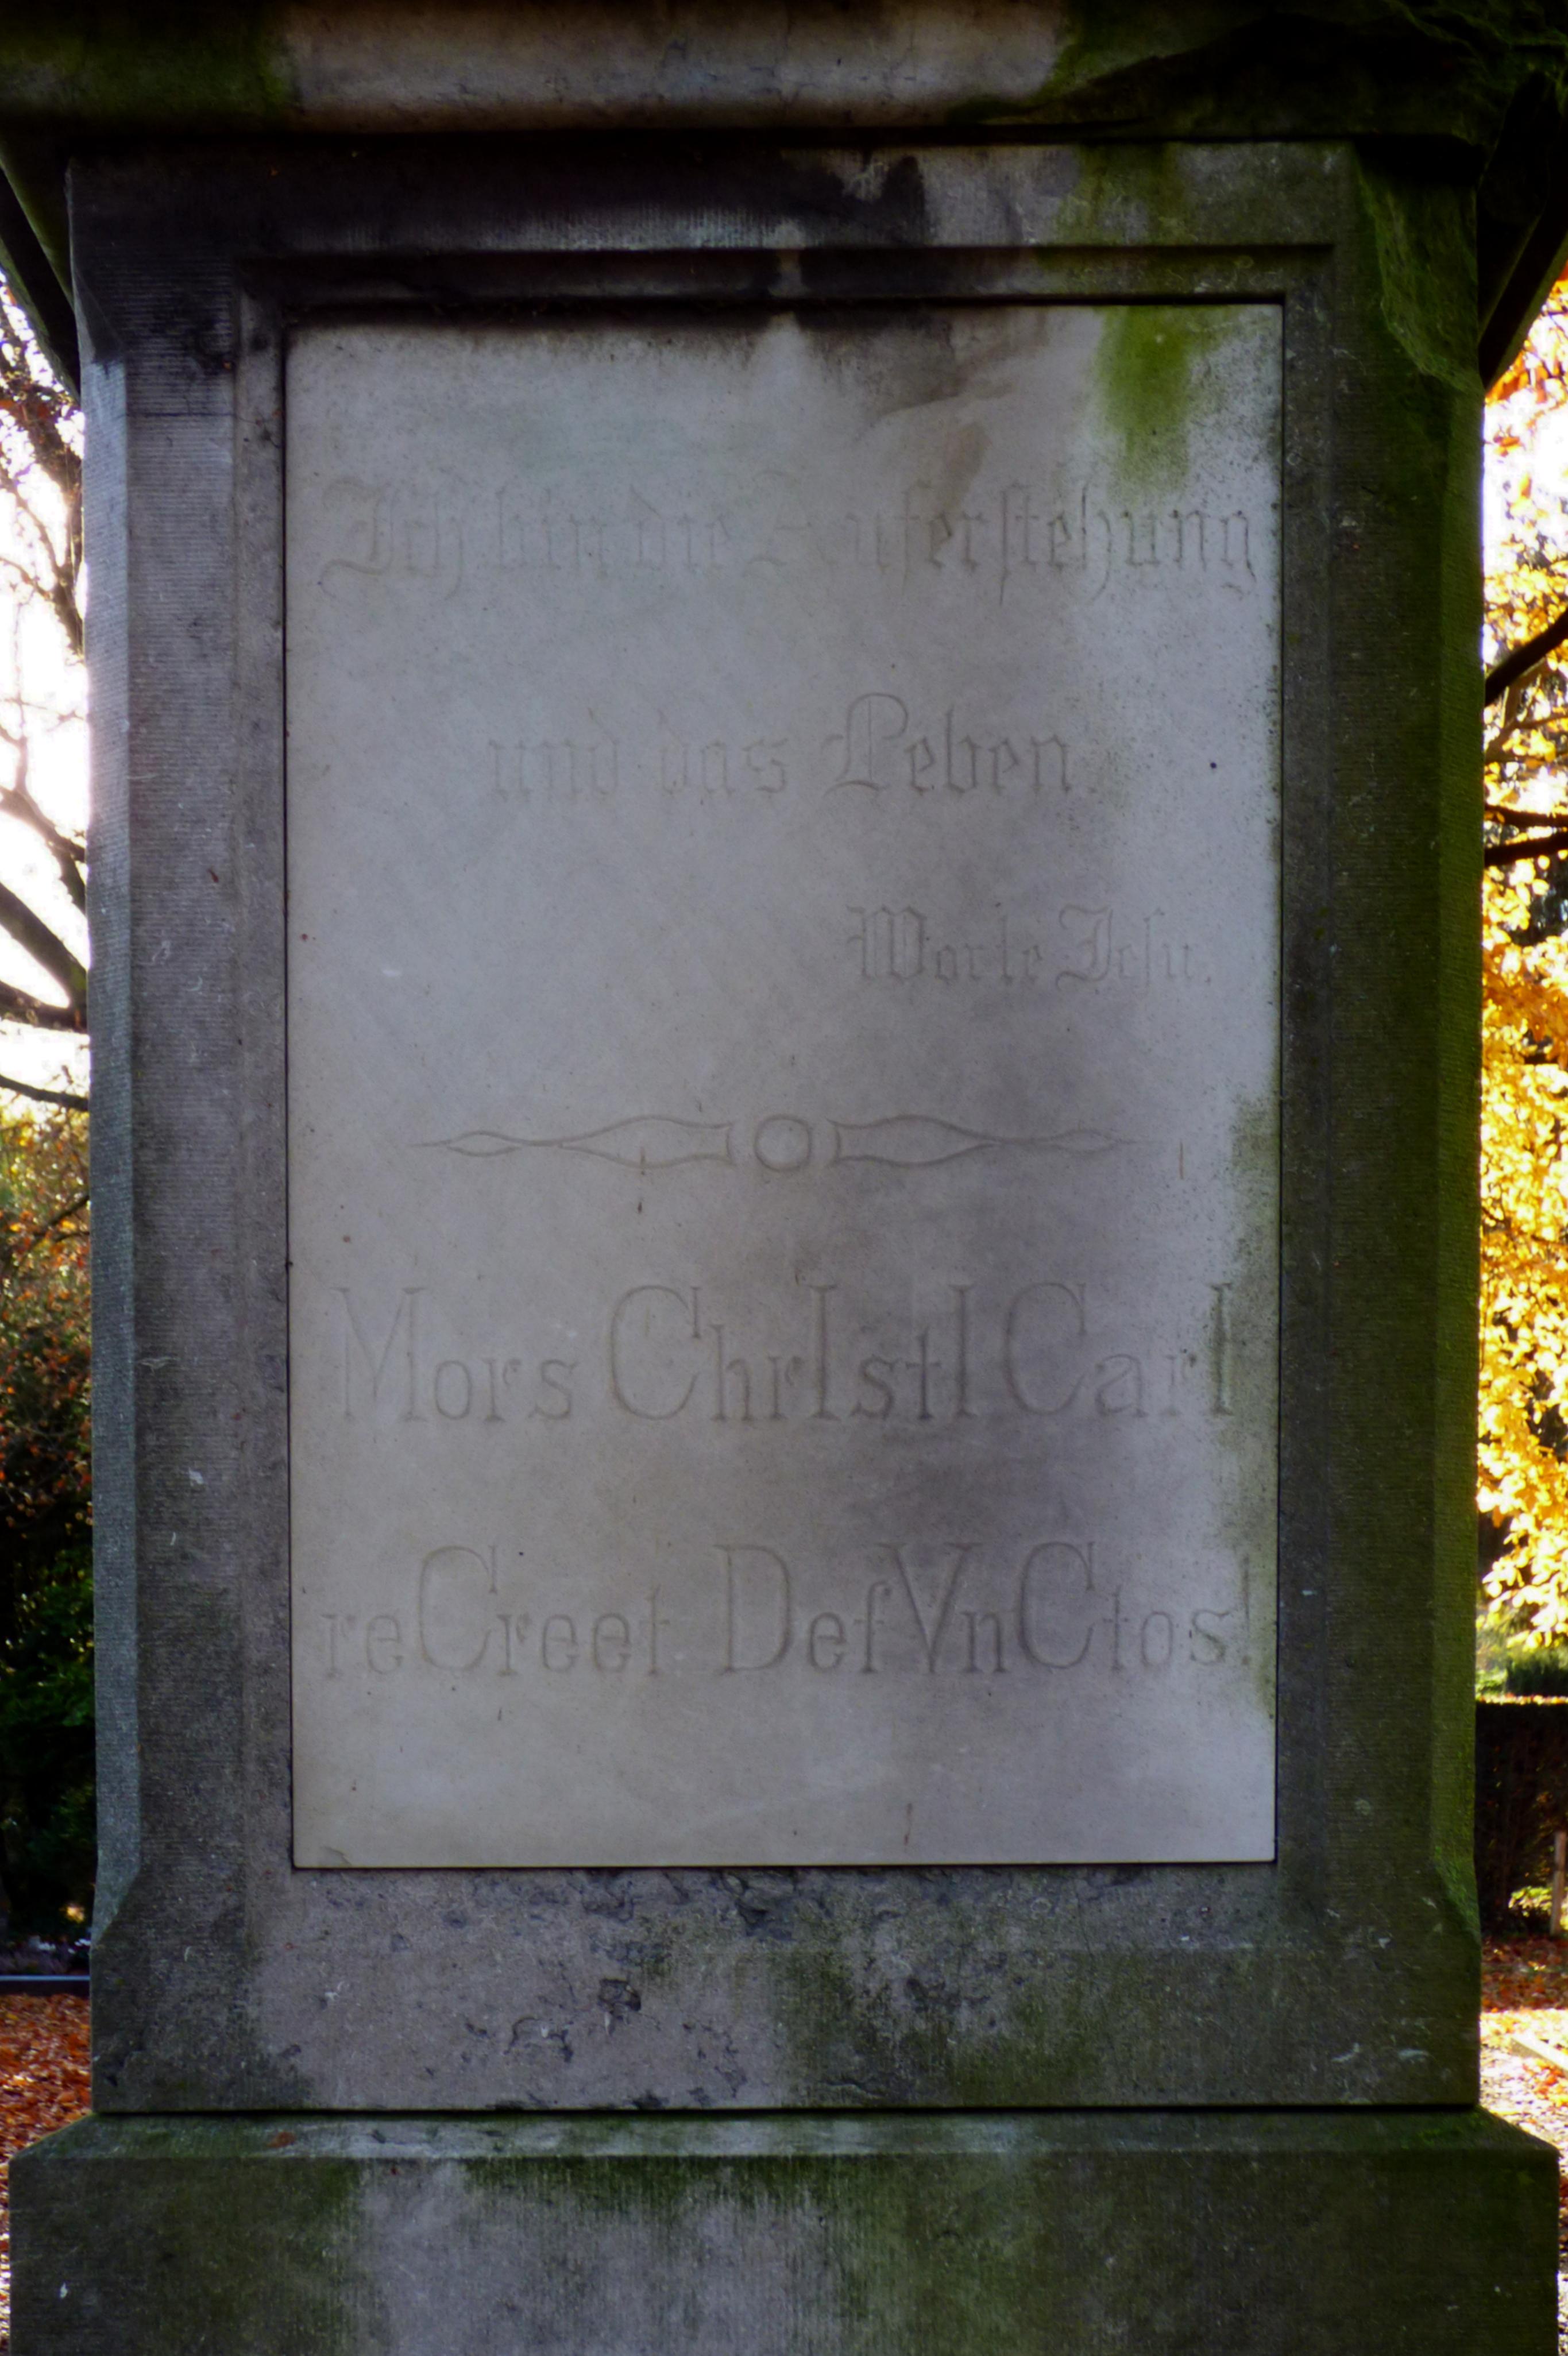 Ich bin die Auferstehung
und das Leben.
Worte Jesu.
Mors ChrIstI CarI
reCreet DefVnCtos!